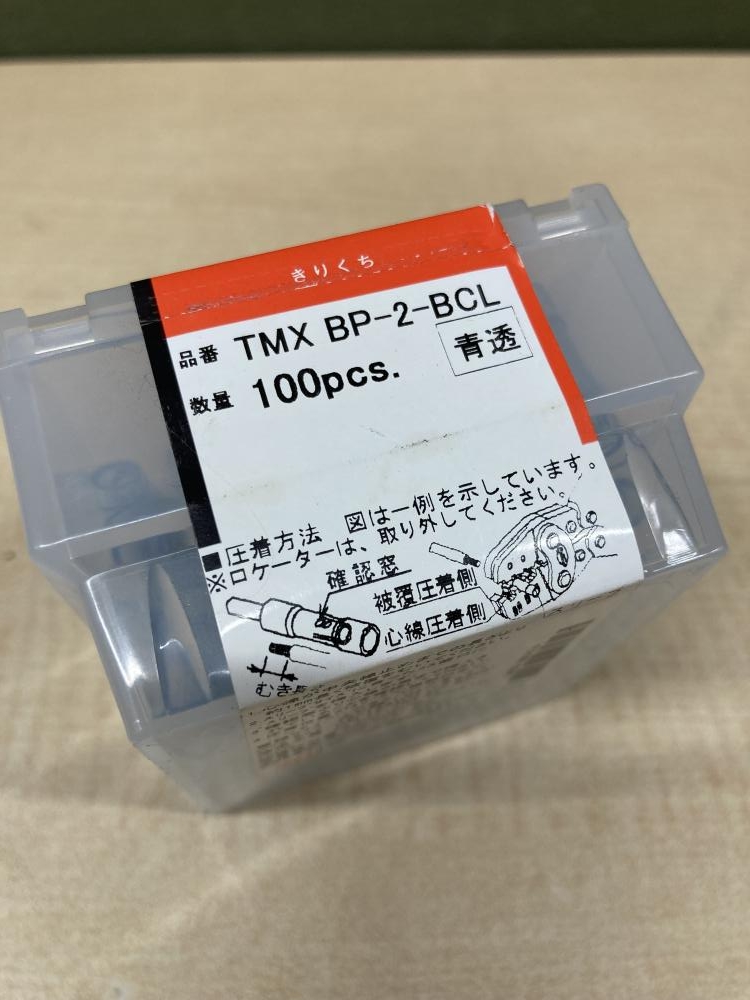 きりくち
品番 TMX BP-2-BCL
青透
数量 100pcs.
■圧着方法 図は一例を示しています。
※ロケーターは、取り外してください。
確認窓
被覆圧着側
心線圧着側
むき